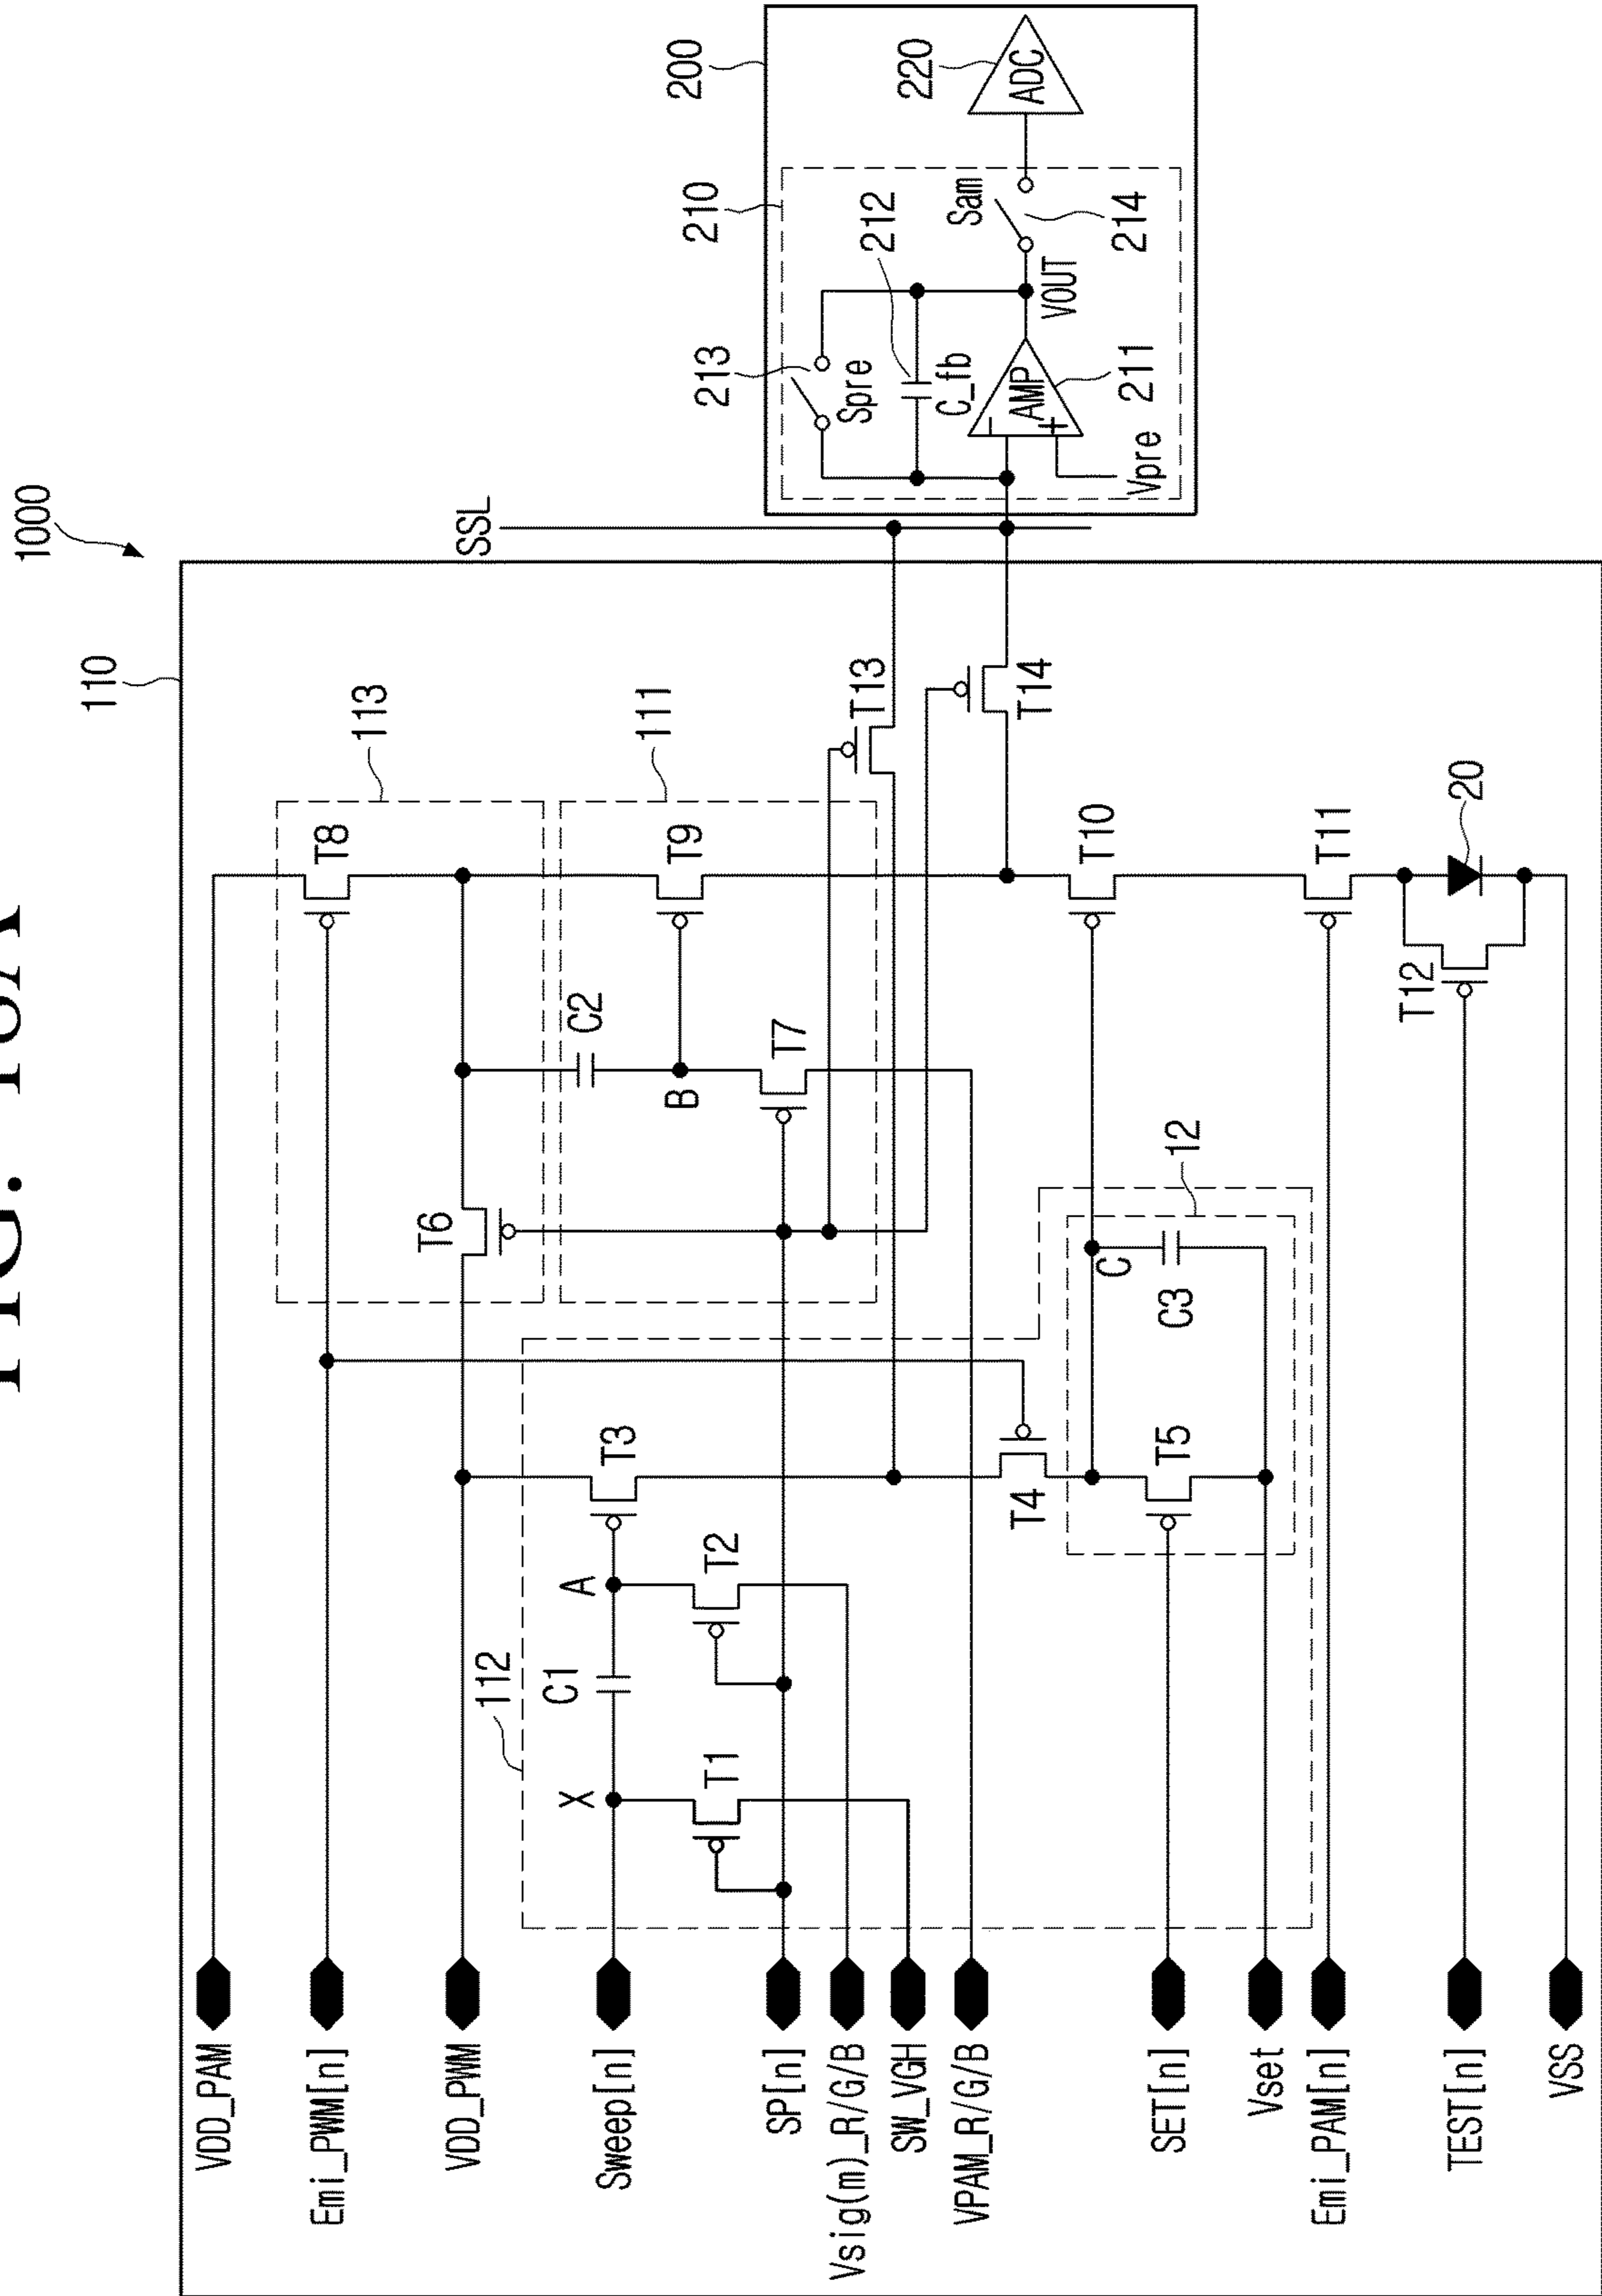 FIG. 18A
1000
110
VDD_PAM
Emi_PWM[n]
VDD_PWM
Sweep[n]
SP[n]
Vsig(m)_R/G/B
SW_VGH
VPAM_R/G/B
SET[n]
Vset
Emi_PAM[n]
TEST[n]
VSS
112
X
C1
A
T1
T2
T3
T4
T5
12
C
C3
113
T6
T8
111
C2
B
T7
T9
T13
T14
T10
T11
T12
20
SSL
200
210
213
Spre
212
C_fb
AMP
-
+
211
Vpre
VOUT
Sam
214
220
ADC